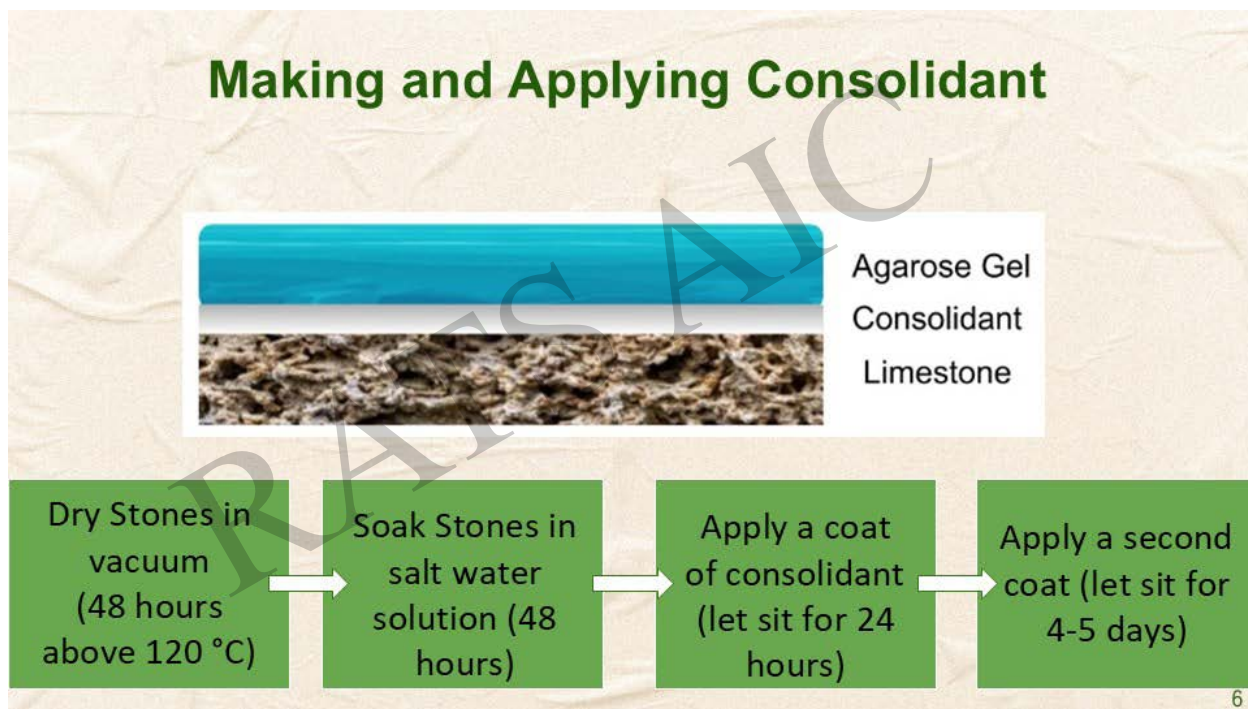 Making and Applying Consolidant
Agarose Gel
Consolidant
Limestone
Dry Stones in
vacuum
(48 hours
above 120 °C)
Soak Stones in
salt water
solution (48
hours)
Apply a coat
of consolidant
(let sit for 24
hours)
Apply a second
coat (let sit for
4-5 days)
RATS AIC
6